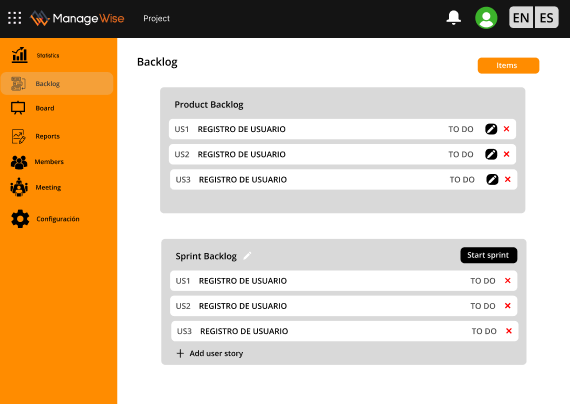 ManageWise
Project
EN ES
Statistics
Backlog
Board
Reports
Members
Meeting
Configuración
Backlog
Items
Product Backlog
US1 REGISTRO DE USUARIO TO DO
US2 REGISTRO DE USUARIO TO DO
US3 REGISTRO DE USUARIO TO DO
Sprint Backlog
Start sprint
US1 REGISTRO DE USUARIO TO DO
US2 REGISTRO DE USUARIO TO DO
US3 REGISTRO DE USUARIO TO DO
Add user story